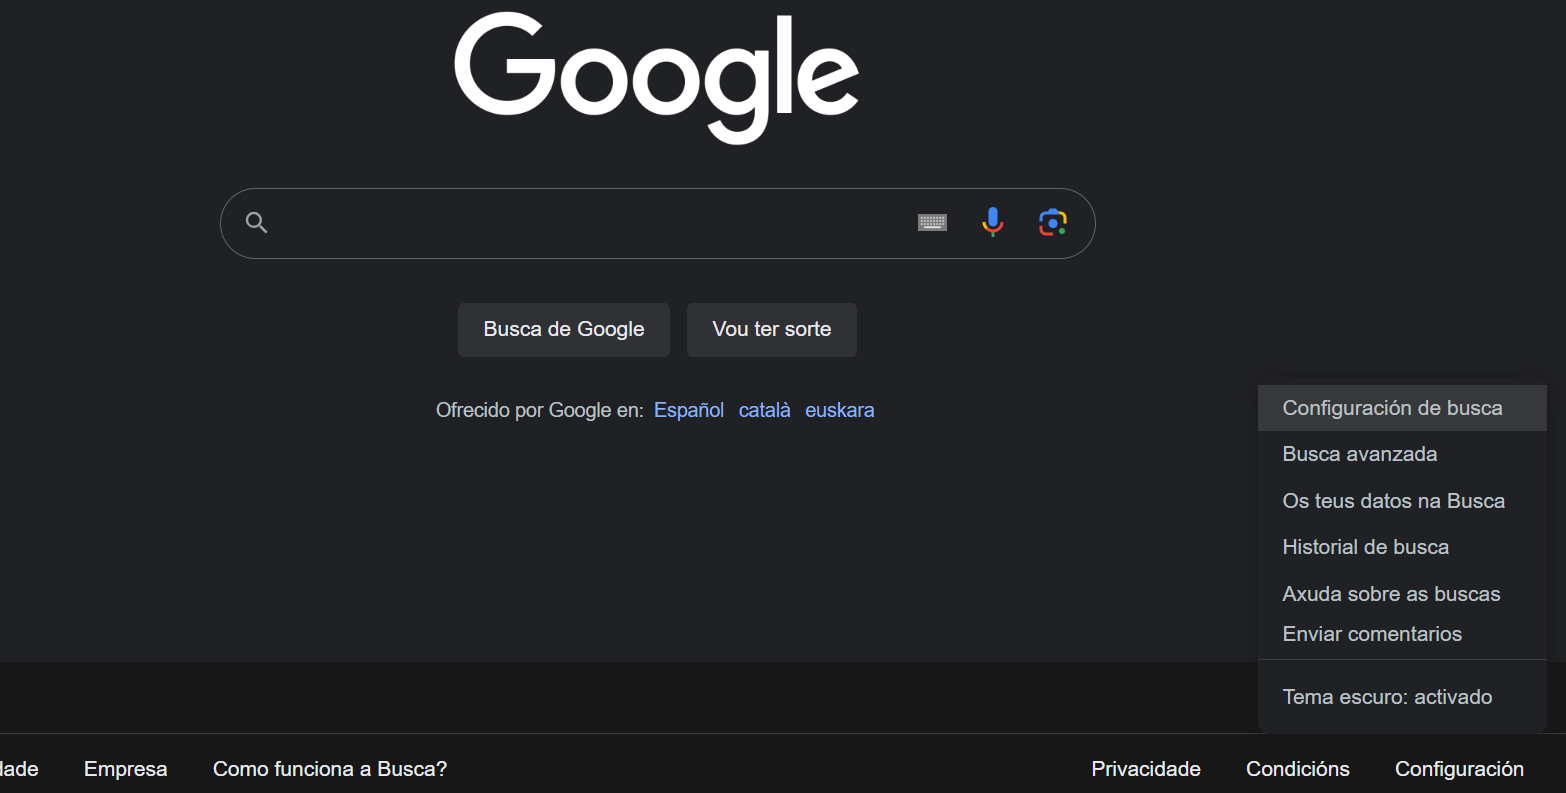 Google
Busca de Google
Vou ter sorte
Ofrecido por Google en: Español català euskara
Configuración de busca
Busca avanzada
Os teus datos na Busca
Historial de busca
Axuda sobre as buscas
Enviar comentarios
Tema escuro: activado
Empresa
Como funciona a Busca?
Privacidade
Condicións
Configuración